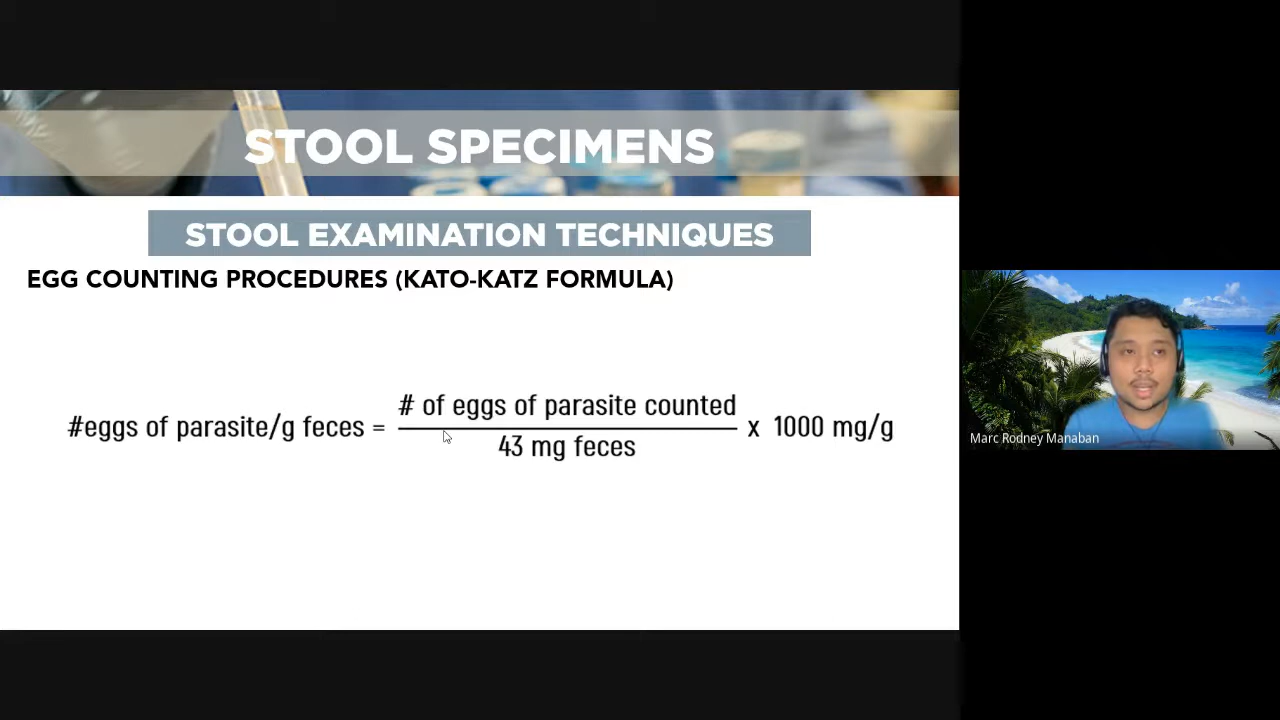 STOOL SPECIMENS
STOOL EXAMINATION TECHNIQUES
EGG COUNTING PROCEDURES (KATO-KATZ FORMULA)
#eggs of parasite/g feces = # of eggs of parasite counted
43 mg feces
x 1000 mg/g
Marc Rodney Manaban